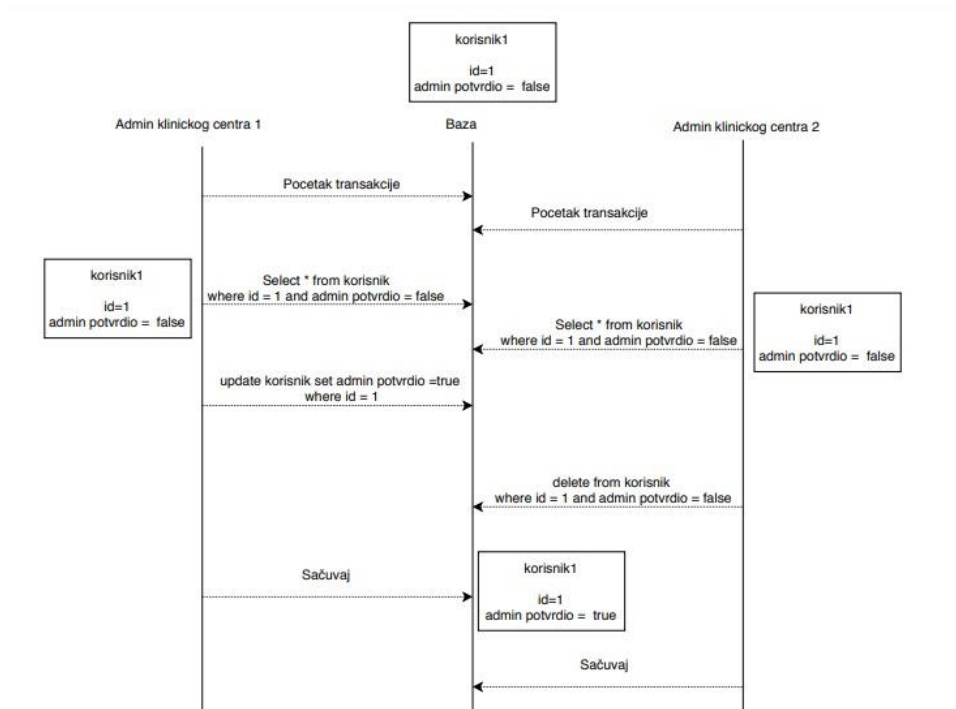 korisnik1
id=1
admin potvrdio = false
Admin klinickog centra 1
Baza
Admin klinickog centra 2
Pocetak transakcije
Pocetak transakcije
korisnik1
id=1
admin potvrdio = false
Select * from korisnik
where id = 1 and admin potvrdio = false
korisnik1
id=1
admin potvrdio = false
Select * from korisnik
where id = 1 and admin potvrdio = false
update korisnik set admin potvrdio =true
where id = 1
delete from korisnik
where id = 1 and admin potvrdio = false
Sačuvaj
korisnik1
id=1
admin potvrdio = true
Sačuvaj